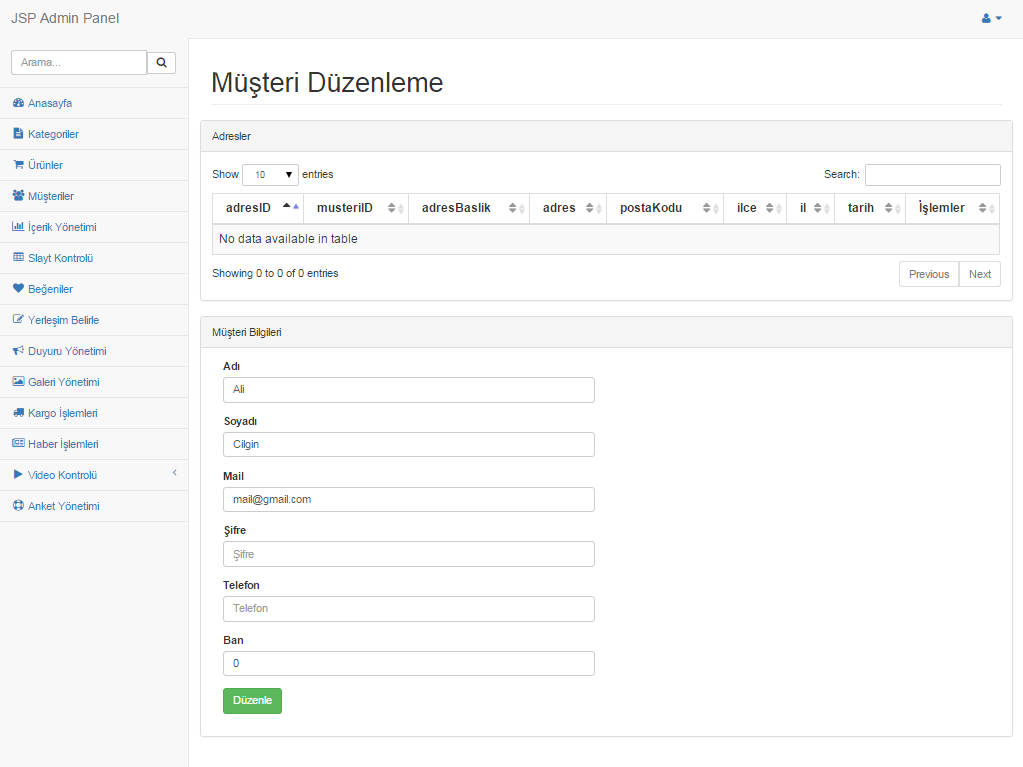 JSP Admin Panel
Arama...
Anasayfa
Kategoriler
Ürünler
Müşteriler
İçerik Yönetimi
Slayt Kontrolü
Beğeniler
Yerleşim Belirle
Duyuru Yönetimi
Galeri Yönetimi
Kargo İşlemleri
Haber İşlemleri
Video Kontrolü
Anket Yönetimi
Müşteri Düzenleme
Adresler
Show 10 entries Search:
adresID musteriID adresBaslik adres postaKodu ilce il tarih İşlemler
No data available in table
Showing 0 to 0 of 0 entries Previous Next
Müşteri Bilgileri
Adı
Ali
Soyadı
Cilgin
Mail
mail@gmail.com
Şifre
Şifre
Telefon
Telefon
Ban
0
Düzenle